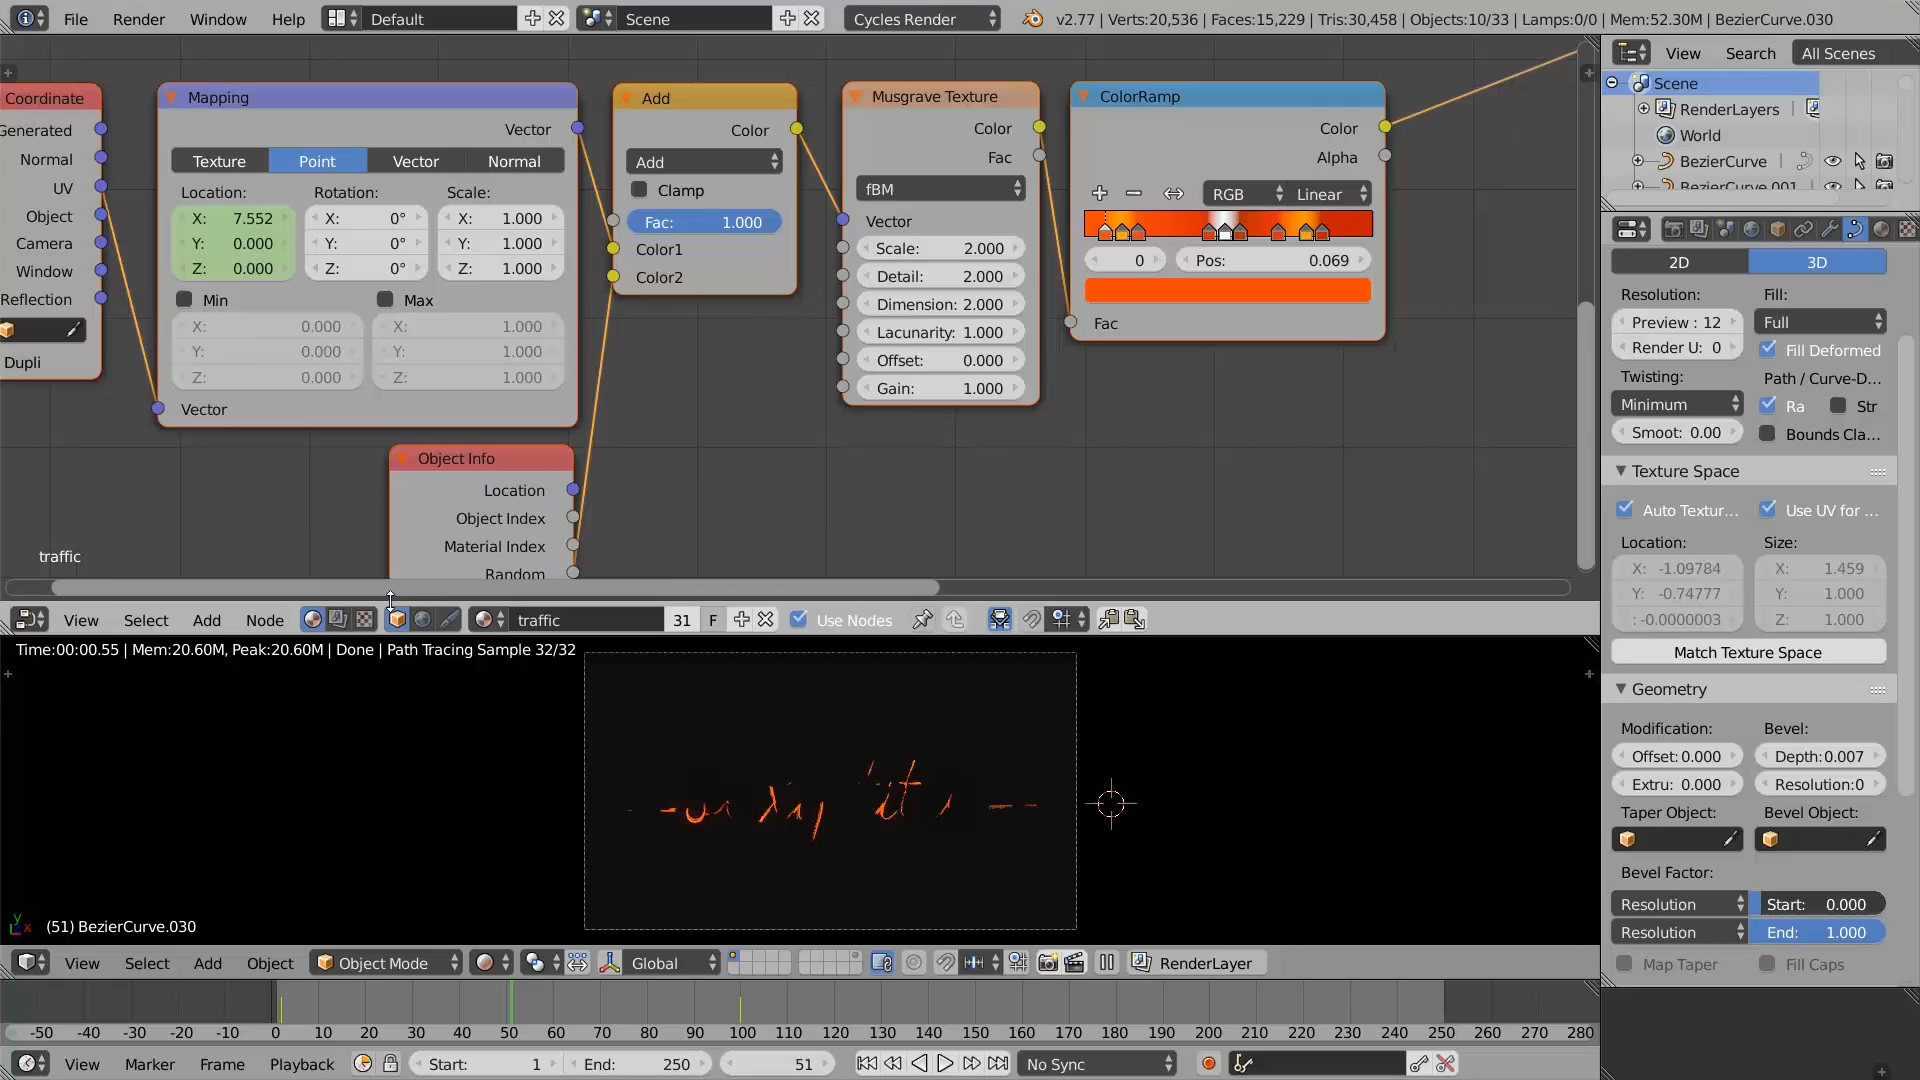 File Render Window Help Default Scene Cycles Render v2.77 | Verts:20,536 | Faces:15,229 | Tris:30,458 | Objects:10/33 | Lamps:0/0 | Mem:52.30M | BezierCurve.030
View Search All Scenes
Scene
RenderLayers |
World
BezierCurve
BezierCurve.001
Coordinate
Generated
Normal
UV
Object
Camera
Window
Reflection
Dupli
Mapping
Vector
Texture Point Vector Normal
Location: Rotation: Scale:
X: 7.552 X: 0° X: 1.000
Y: 0.000 Y: 0° Y: 1.000
Z: 0.000 Z: 0° Z: 1.000
Min Max
X: 0.000 X: 1.000
Y: 0.000 Y: 1.000
Z: 0.000 Z: 1.000
Vector
Add
Color
Add
Clamp
Fac: 1.000
Color1
Color2
Musgrave Texture
Color
Fac
fBM
Vector
Scale: 2.000
Detail: 2.000
Dimension: 2.000
Lacunarity: 1.000
Offset: 0.000
Gain: 1.000
ColorRamp
Color
Alpha
RGB Linear
0 Pos: 0.069
Fac
Object Info
Location
Object Index
Material Index
Random
traffic
View Select Add Node traffic 31 F Use Nodes
2D 3D
Resolution: Fill:
Preview : 12 Full
Render U: 0 Fill Deformed
Twisting: Path / Curve-D...
Minimum Ra Str
Smoot: 0.00 Bounds Cla...
Texture Space
Auto Textur... Use UV for ...
Location: Size:
X: -1.09784 X: 1.459
Y: -0.74777 Y: 1.000
: -0.0000003 Z: 1.000
Match Texture Space
Geometry
Modification: Bevel:
Offset: 0.000 Depth:0.007
Extru: 0.000 Resolution:0
Taper Object: Bevel Object:
Bevel Factor:
Resolution Start: 0.000
Resolution End: 1.000
Map Taper Fill Caps
Time:00:00.55 | Mem:20.60M, Peak:20.60M | Done | Path Tracing Sample 32/32
y x (51) BezierCurve.030
View Select Add Object Object Mode Global RenderLayer
-50 -40 -30 -20 -10 0 10 20 30 40 50 60 70 80 90 100 110 120 130 140 150 160 170 180 190 200 210 220 230 240 250 260 270 280
View Marker Frame Playback Start: 1 End: 250 51 No Sync